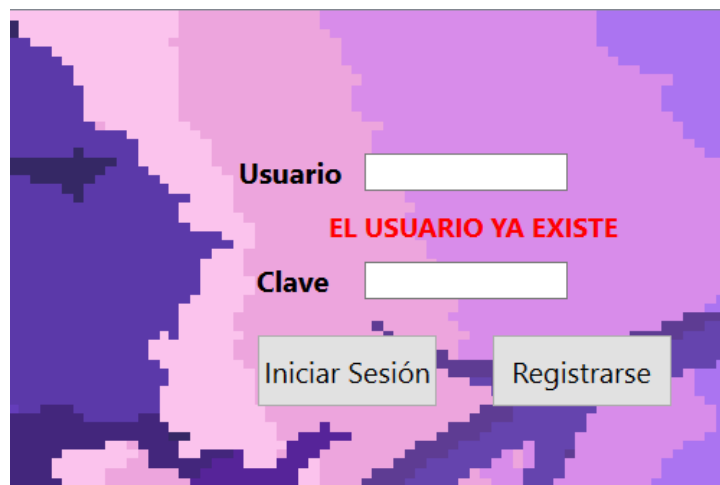 Usuario
EL USUARIO YA EXISTE
Clave
Iniciar Sesión
Registrarse